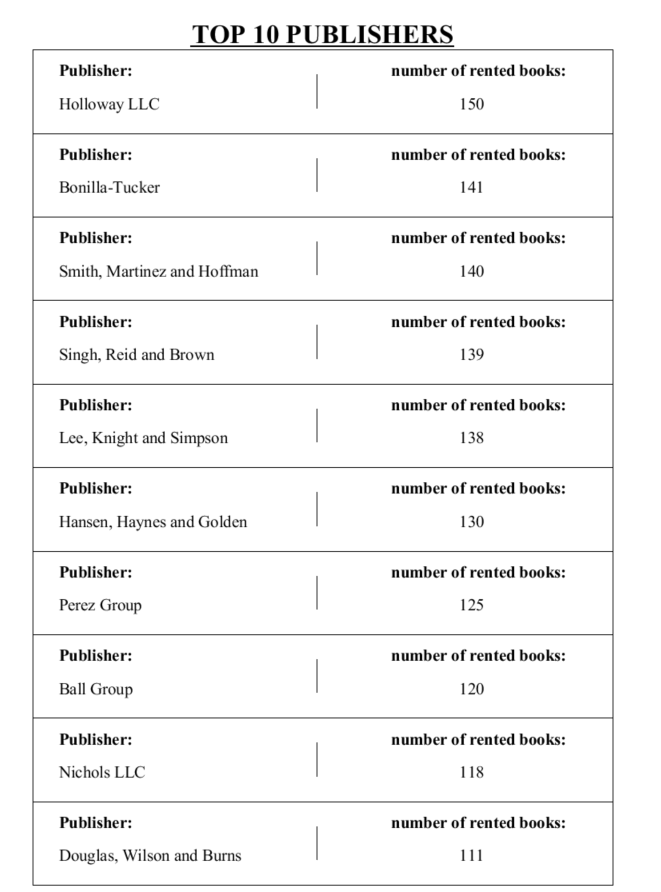 TOP 10 PUBLISHERS
Publisher: number of rented books:
Holloway LLC 150
Publisher: number of rented books:
Bonilla-Tucker 141
Publisher: number of rented books:
Smith, Martinez and Hoffman 140
Publisher: number of rented books:
Singh, Reid and Brown 139
Publisher: number of rented books:
Lee, Knight and Simpson 138
Publisher: number of rented books:
Hansen, Haynes and Golden 130
Publisher: number of rented books:
Perez Group 125
Publisher: number of rented books:
Ball Group 120
Publisher: number of rented books:
Nichols LLC 118
Publisher: number of rented books:
Douglas, Wilson and Burns 111